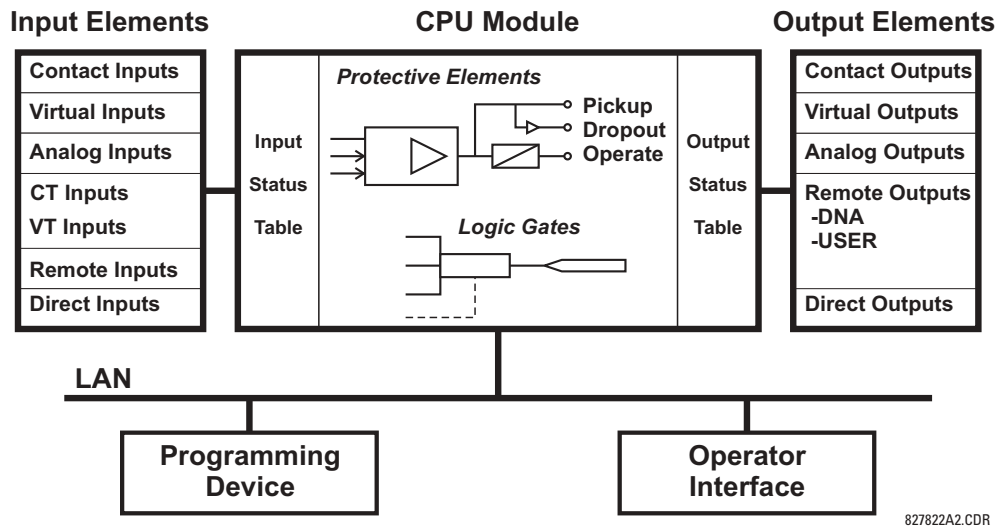 Input Elements
CPU Module
Output Elements
Contact Inputs
Virtual Inputs
Analog Inputs
CT Inputs
VT Inputs
Remote Inputs
Direct Inputs
Input
Status
Table
Protective Elements
Pickup
Dropout
Operate
Logic Gates
Output
Status
Table
Contact Outputs
Virtual Outputs
Analog Outputs
Remote Outputs
-DNA
-USER
Direct Outputs
LAN
Programming
Device
Operator
Interface
827822A2.CDR